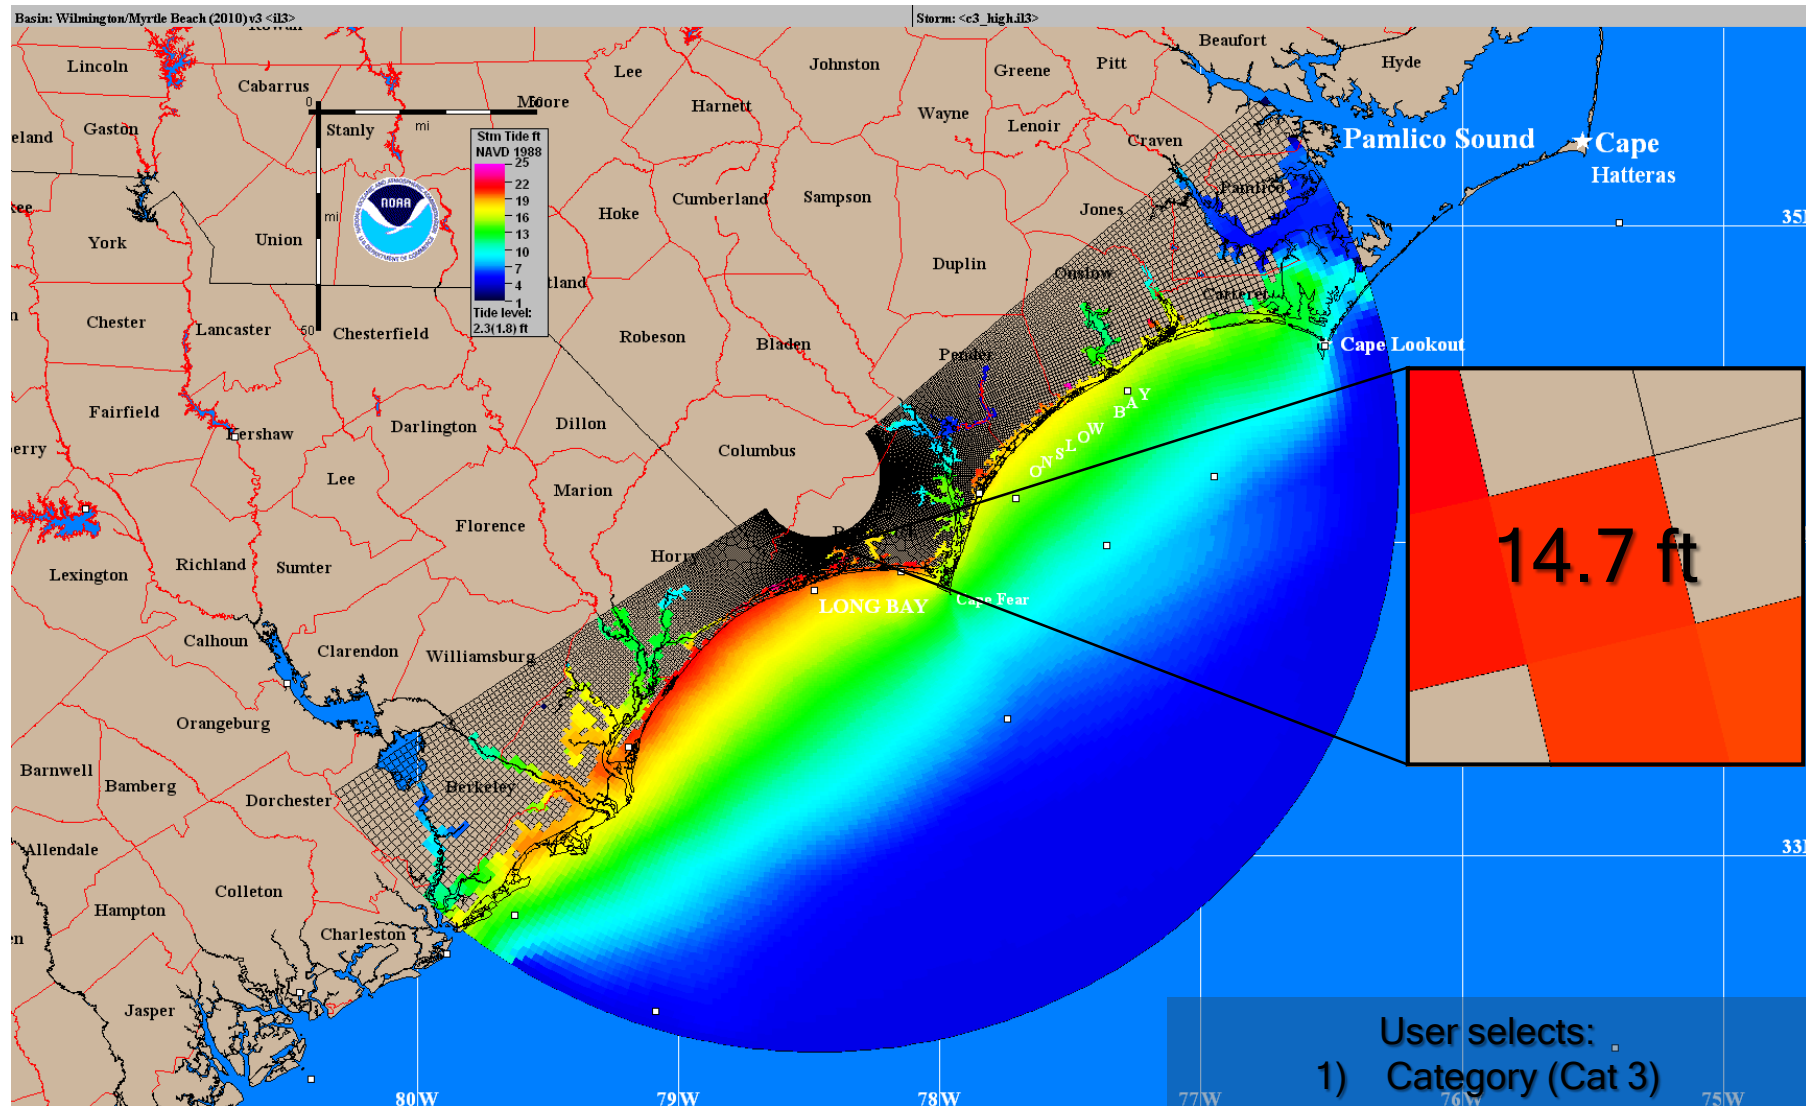 Basin: Wilmington/Myrtle Beach (2010) v3 <il3>
Storm: <c3_high.il3>
Lincoln
Cabarrus
Lee
Johnston
Greene
Pitt
Beaufort
Hyde
Gaston
Stanly
Moore
Harnett
Wayne
Lenoir
Craven
Pamlico Sound
Cape
Hatteras
0
mi
mi
Stm Tide ft
NAVD 1988
25
22
19
16
13
10
7
4
1
Tide level:
2.3(1.8) ft
NOAA
York
Union
Hoke
Cumberland
Sampson
Jones
Pamlico
Duplin
Onslow
Carteret
Chester
Lancaster
Chesterfield
Robeson
Bladen
Pender
Cape Lookout
Fairfield
Kershaw
Darlington
Dillon
Columbus
ONSLOW BAY
Lee
Marion
Florence
Horry
Lexington
Richland
Sumter
LONG BAY
Cape Fear
14.7 ft
Calhoun
Clarendon
Williamsburg
Orangeburg
Barnwell
Bamberg
Dorchester
Berkeley
Allendale
Colleton
Hampton
Charleston
Jasper
User selects:
1) Category (Cat 3)
80W
79W
78W
77W
76W
75W